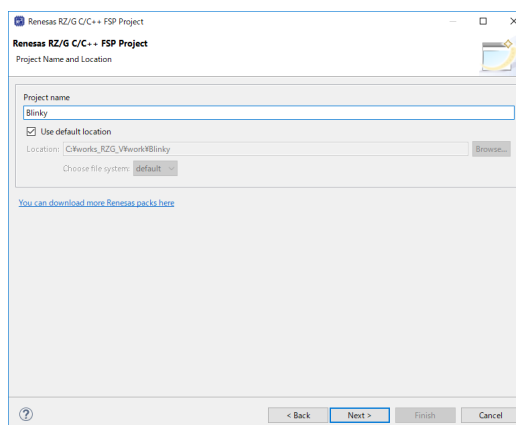 Renesas RZ/G C/C++ FSP Project
Renesas RZ/G C/C++ FSP Project
Project Name and Location
Project name
Blinky
Use default location
Location: C:¥works_RZG_V¥work¥Blinky Browse...
Choose file system: default
You can download more Renesas packs here
? < Back Next > Finish Cancel